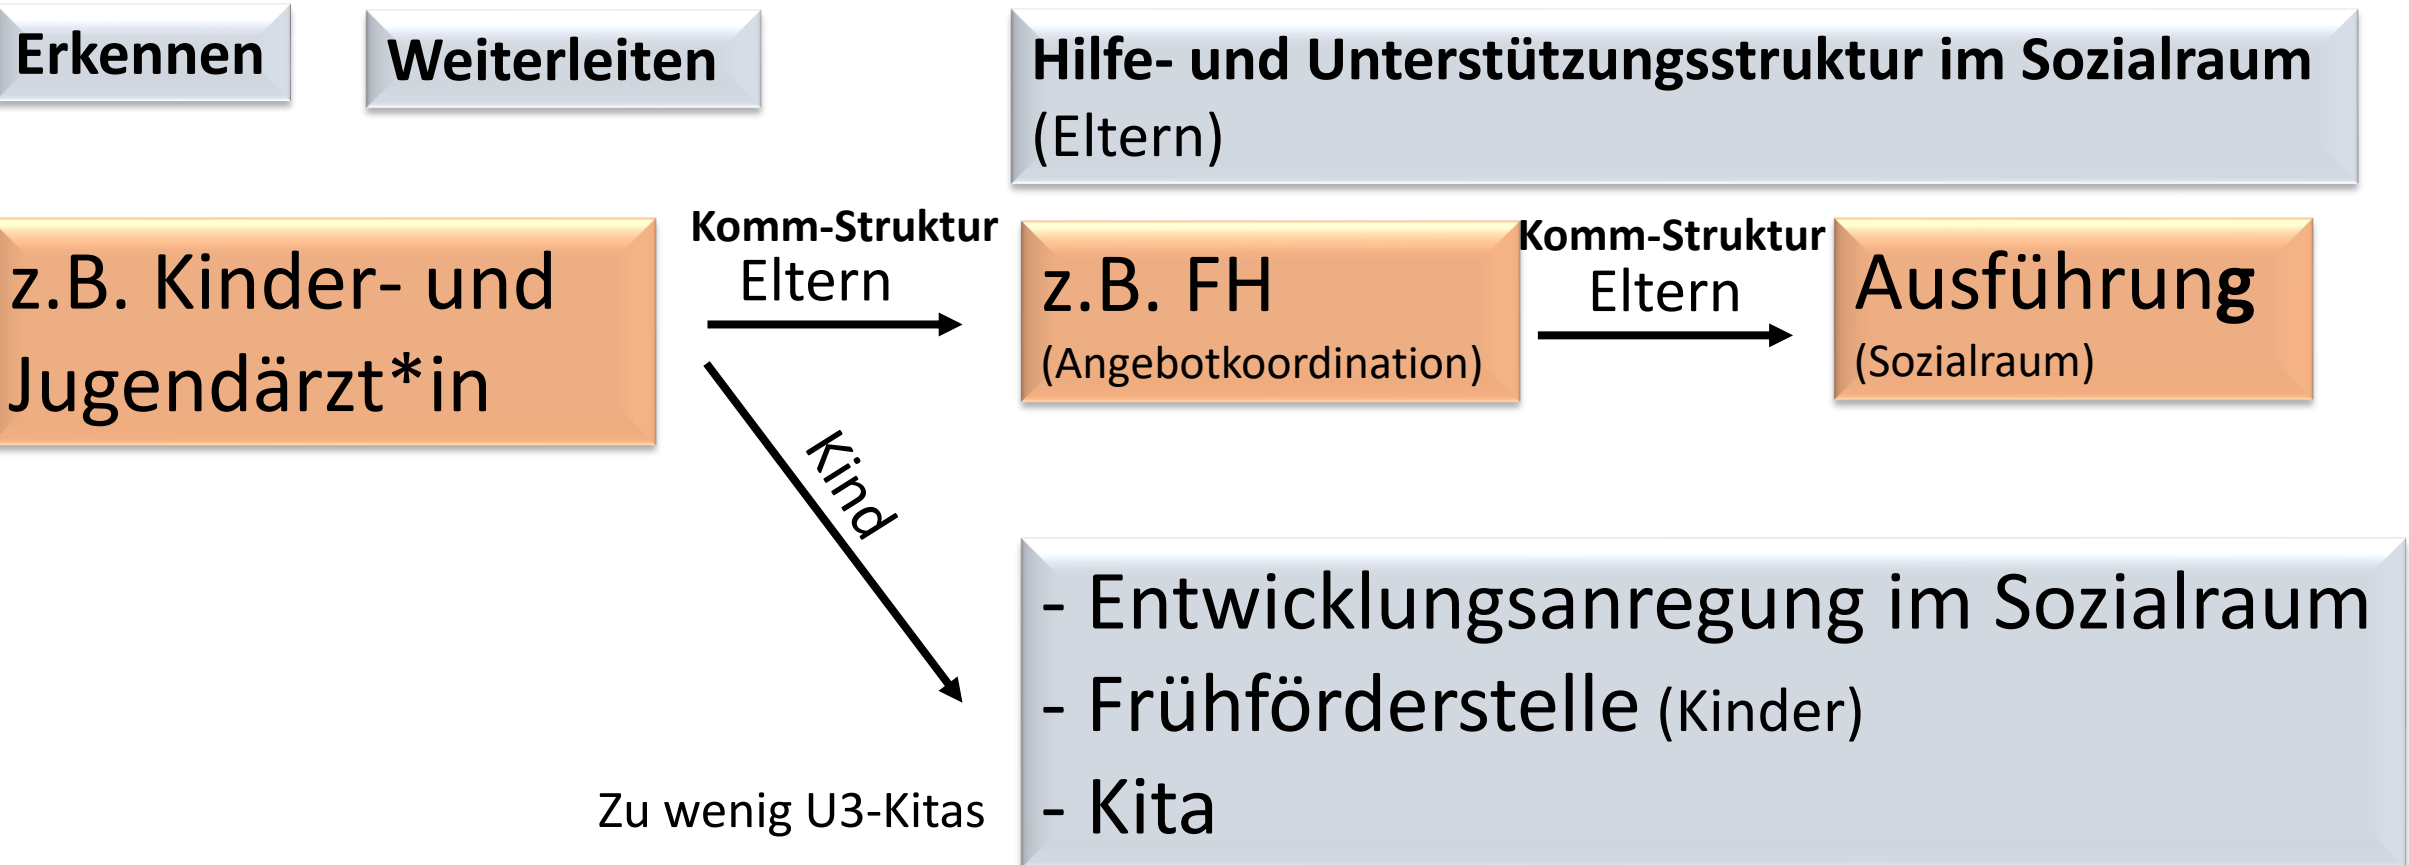 Erkennen
Weiterleiten
Hilfe- und Unterstützungsstruktur im Sozialraum
(Eltern)
z.B. Kinder- und
Jugendärzt*in
Komm-Struktur
Eltern
z.B. FH
(Angebotkoordination)
Komm-Struktur
Eltern
Ausführung
(Sozialraum)
Kind
- Entwicklungsanregung im Sozialraum
- Frühförderstelle (Kinder)
Zu wenig U3-Kitas
- Kita